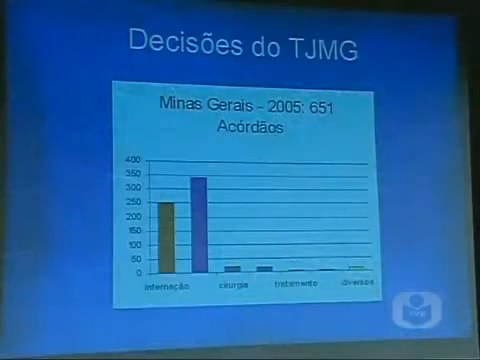 Decisões do TJMG
Minas Gerais - 2005: 651
Acórdãos
400
350
300
250
200
150
100
50
0
internação cirurgia tratamento diversos